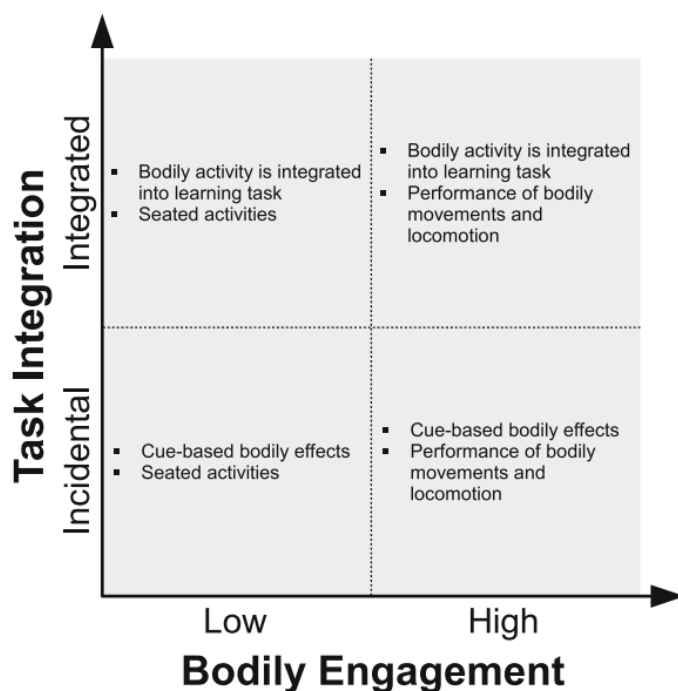 Task Integration
Integrated
Incidental
▪ Bodily activity is integrated
into learning task
▪ Seated activities
▪ Bodily activity is integrated
into learning task
▪ Performance of bodily
movements and
locomotion
▪ Cue-based bodily effects
▪ Seated activities
▪ Cue-based bodily effects
▪ Performance of bodily
movements and
locomotion
Low
High
Bodily Engagement